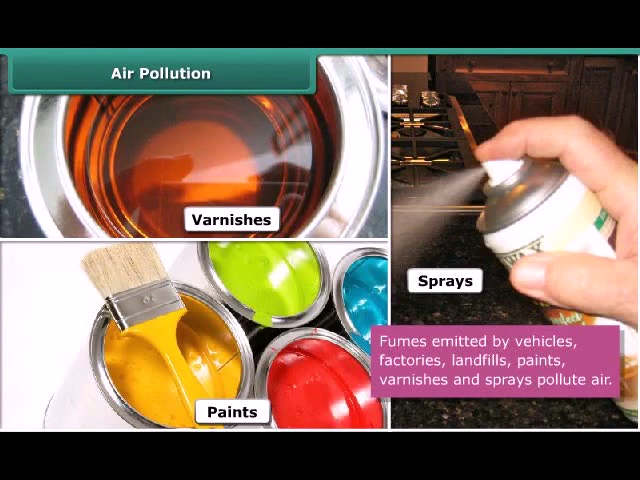 Air Pollution
Varnishes
Sprays
Paints
Fumes emitted by vehicles,
factories, landfills, paints,
varnishes and sprays pollute air.